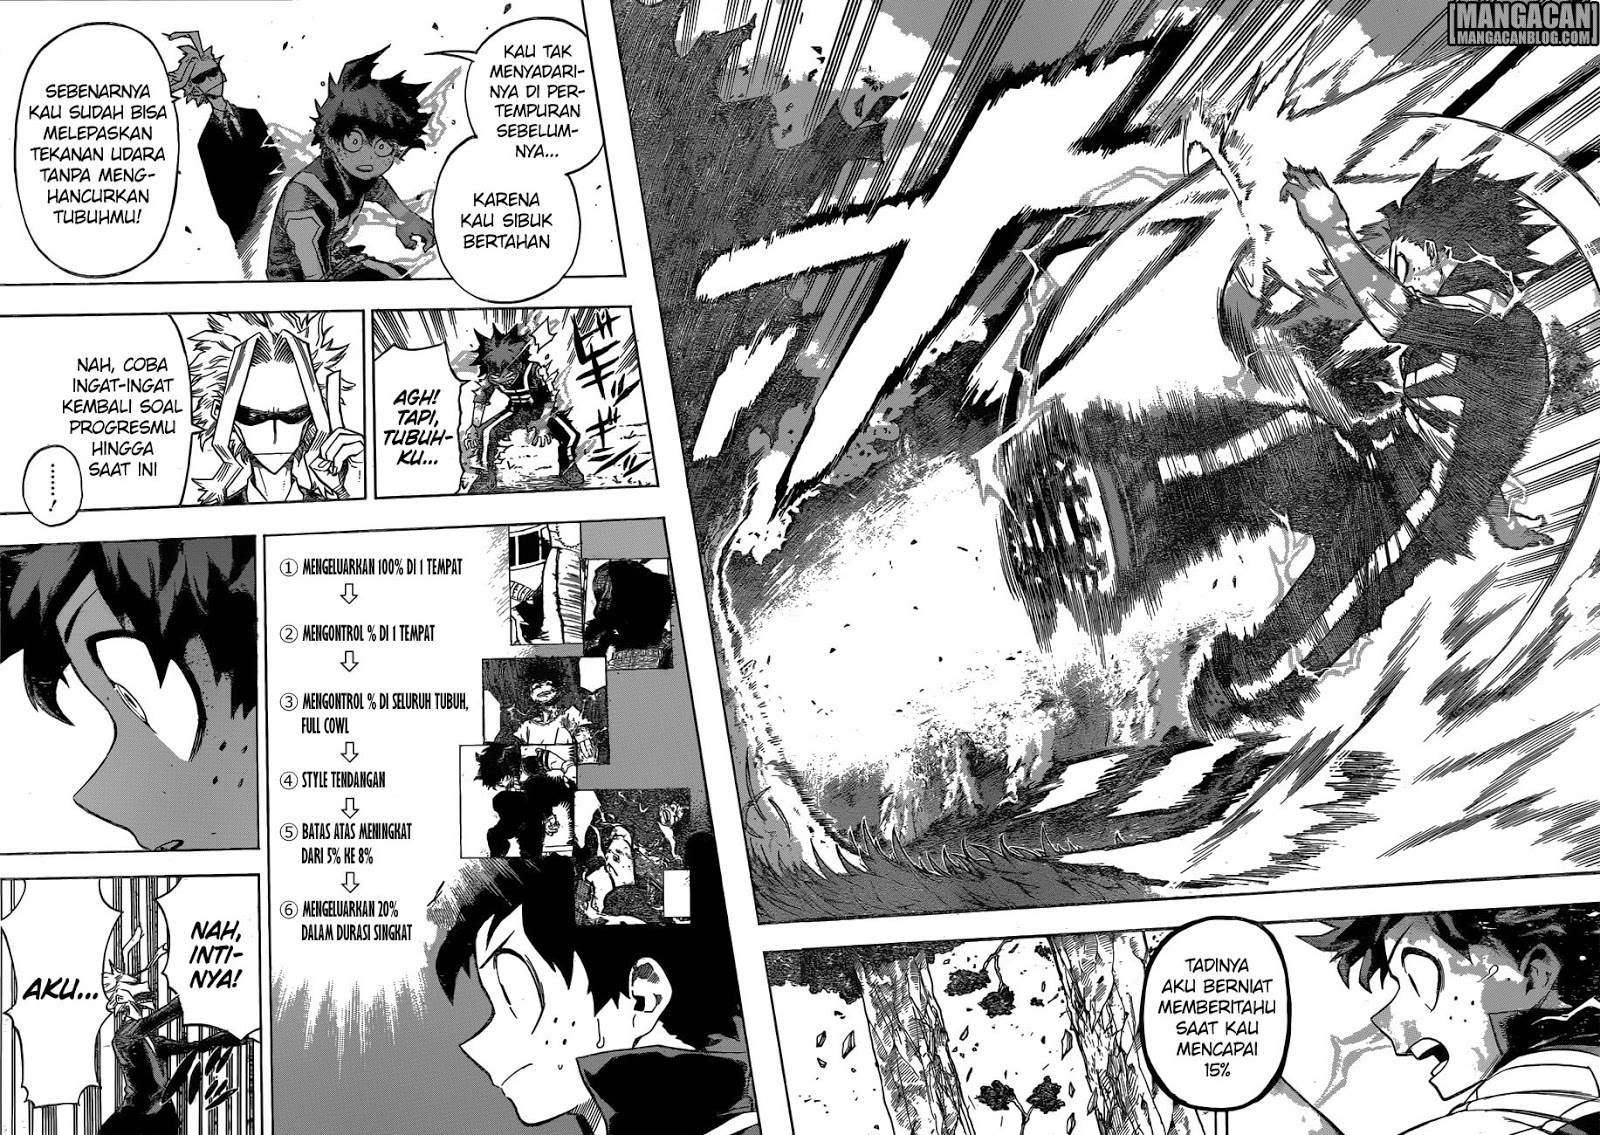 MANGACAN
MANGACANBLOG.COM
TADINYA
AKU BERNIAT
MEMBERITAHU
SAAT KAU
MENCAPAI
15%
KAU TAK
MENYADARI-
NYA DI PER-
TEMPURAN
SEBELUM-
NYA...
KARENA
KAU SIBUK
BERTAHAN
SEBENARNYA
KAU SUDAH BISA
MELEPASKAN
TEKANAN UDARA
TANPA MENG-
HANCURKAN
TUBUHMU!
AGH!
TAPI,
TUBUH-
KU...
NAH, COBA
INGAT-INGAT
KEMBALI SOAL
PROGRESMU
HINGGA
SAAT INI
......!
① MENGELUARKAN 100% DI 1 TEMPAT
⇩
② MENGONTROL % DI 1 TEMPAT
⇩
③ MENGONTROL % DI SELURUH TUBUH,
FULL COWL
⇩
④ STYLE TENDANGAN
⇩
⑤ BATAS ATAS MENINGKAT
DARI 5% KE 8%
⇩
⑥ MENGELUARKAN 20%
DALAM DURASI SINGKAT
NAH,
INTI-
NYA!
AKU...